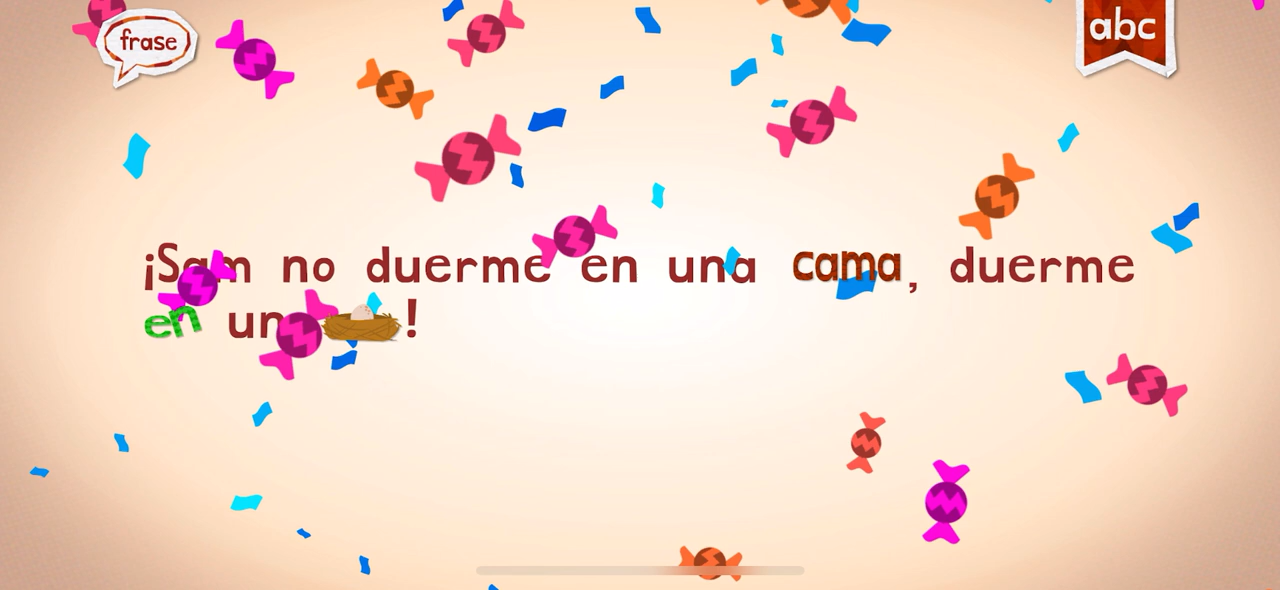 frase
abc
¡Sam no duerme en una cama, duerme
en un !